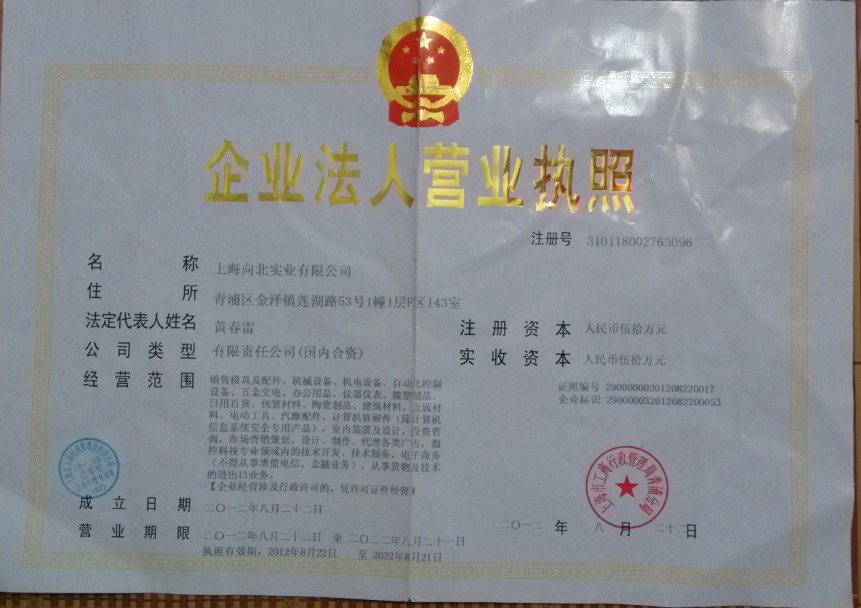 企业法人营业执照
注册号 310118002763096
名称 上海向北实业有限公司
住所 青浦区金泽镇莲湖路53号1幢1层F区143室
法定代表人姓名 黄春雷
注册资本 人民币伍拾万元
公司类型 有限责任公司(国内合资)
实收资本 人民币伍拾万元
经营范围 销售模具及配件、机械设备、机电设备、自动化控制
设备、五金交电、办公用品、仪器仪表、橡塑制品、
日用百货、包装材料、陶瓷制品、建筑材料、金属材
料、电动工具、汽摩配件、计算机软硬件(除计算机
信息系统安全专用产品),室内装潢及设计,投资咨
询,市场营销策划,设计、制作、代理各类广告,温
控科技专业领域内的技术开发、技术服务,电子商务
(不得从事增值电信、金融业务),从事货物及技术
的进出口业务。
【企业经营涉及行政许可的,凭许可证件经营】
证照编号 29000000201208220017
企业标识 29000003201208220053
成立日期 二〇一二年八月二十二日
营业期限 二〇一二年八月二十二日 至 二〇二二年八月二十一日
执照有效期:2012年8月22日 至 2022年8月21日
上海市工商行政管理局青浦分局
二〇一二 年 八 月 二十二 日